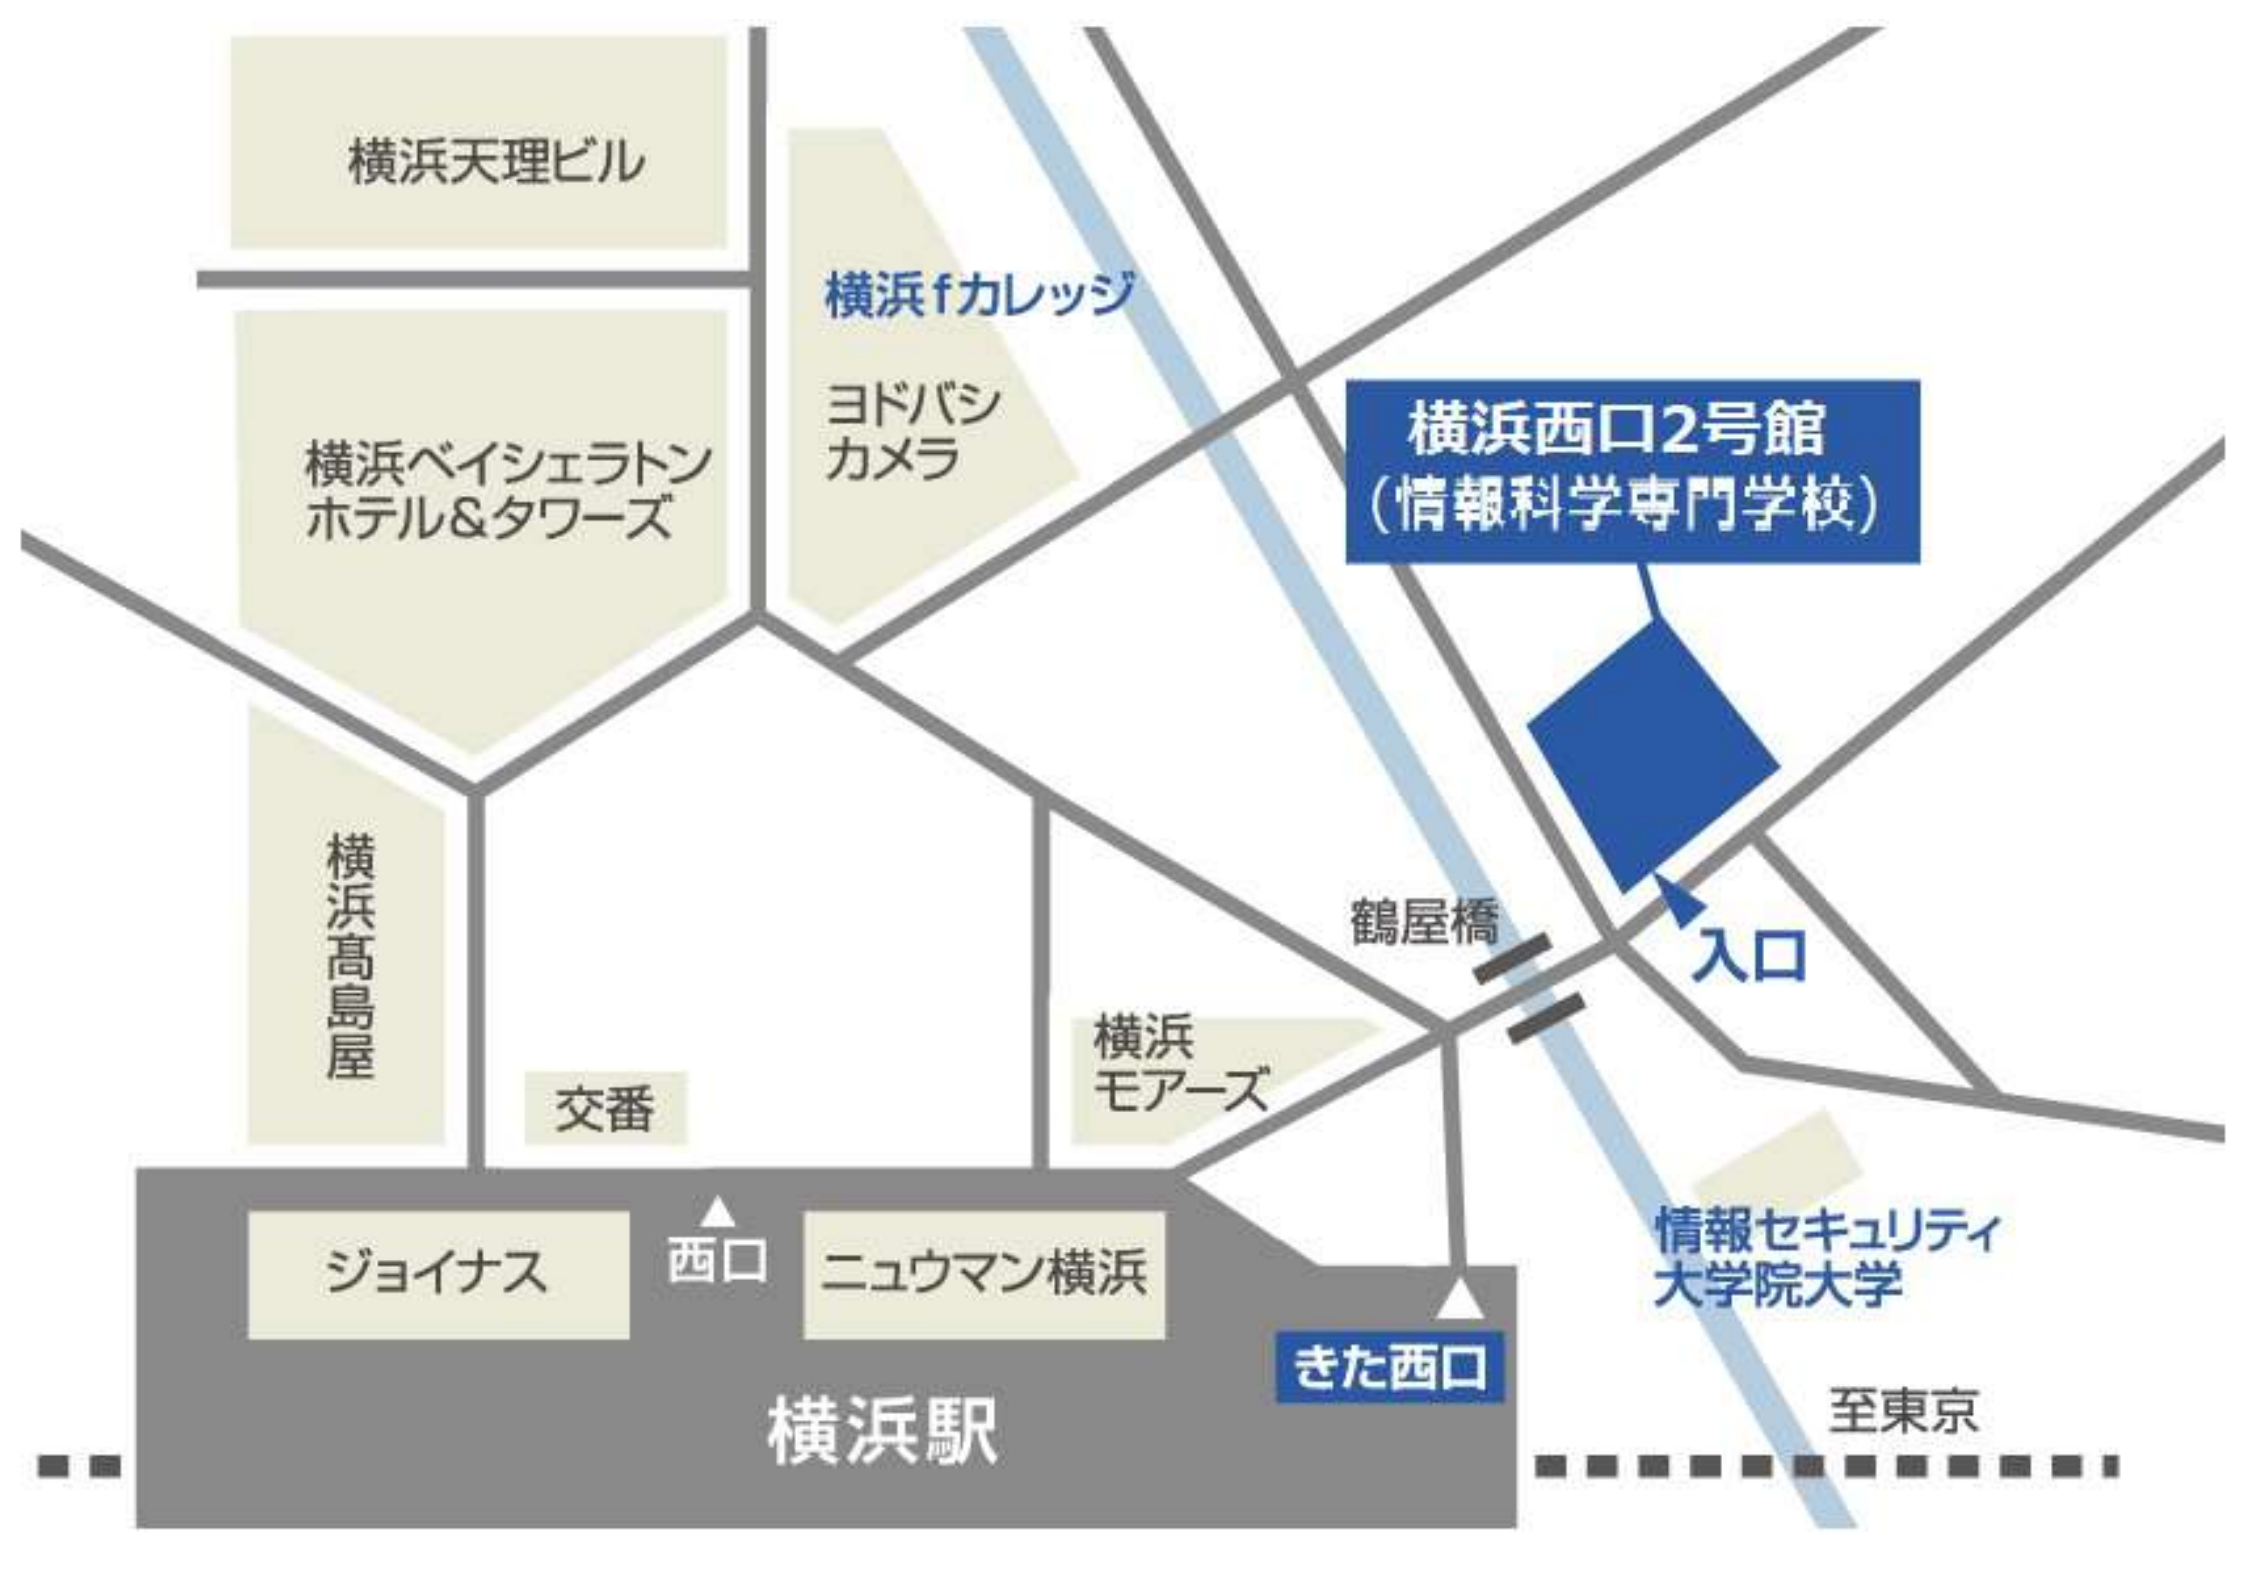 横浜天理ビル
横浜fカレッジ
ヨドバシ
カメラ
横浜西口2号館
(情報科学専門学校)
横浜ベイシェラトン
ホテル&タワーズ
横浜髙島屋
鶴屋橋
入口
横浜
モアーズ
交番
ジョイナス
西口
ニュウマン横浜
情報セキュリティ
大学院大学
きた西口
横浜駅
至東京